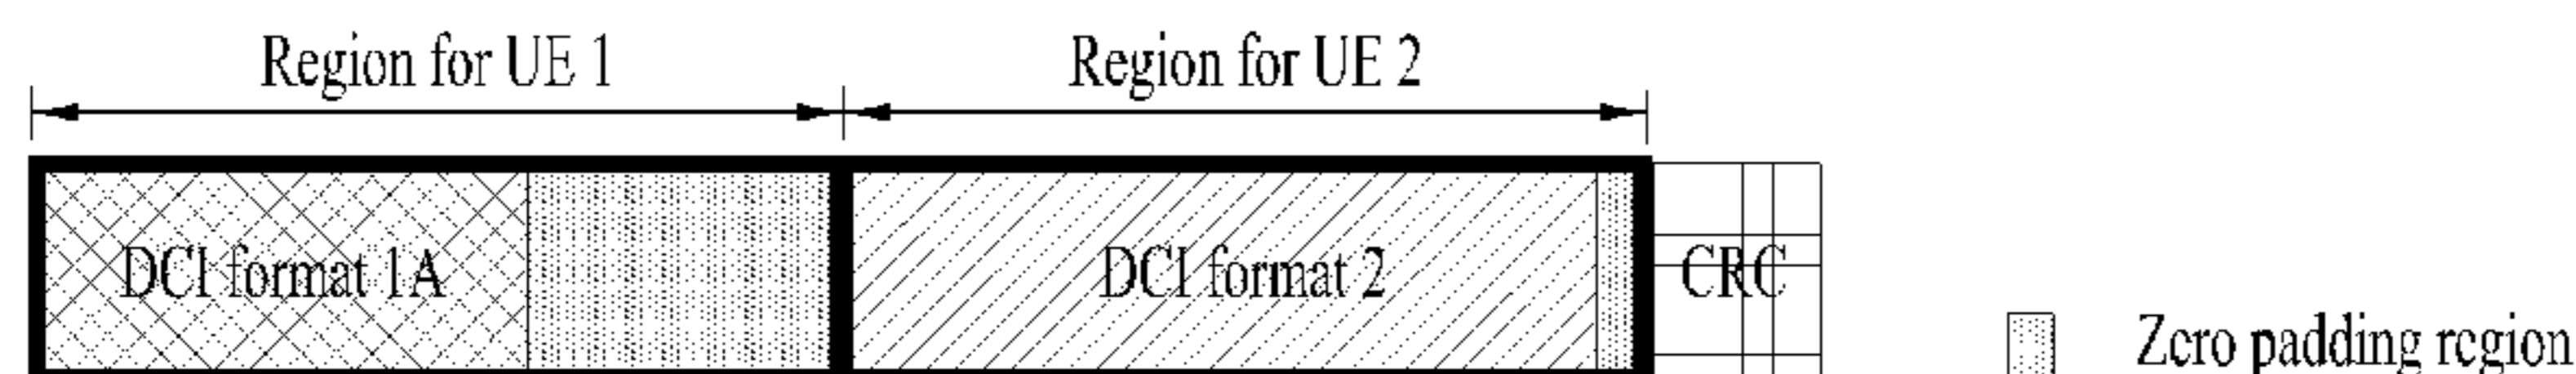 Region for UE 1
Region for UE 2
DCI format 1A
DCI format 2
CRC
Zero padding region